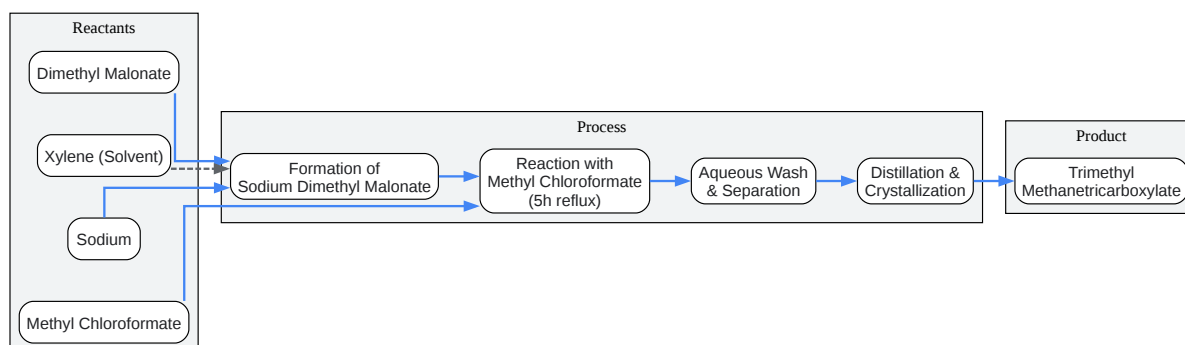 Reactants
Dimethyl Malonate
Xylene (Solvent)
Sodium
Methyl Chloroformate
Process
Formation of
Sodium Dimethyl Malonate
Reaction with
Methyl Chloroformate
(5h reflux)
Aqueous Wash
& Separation
Distillation &
Crystallization
Product
Trimethyl
Methanetricarboxylate